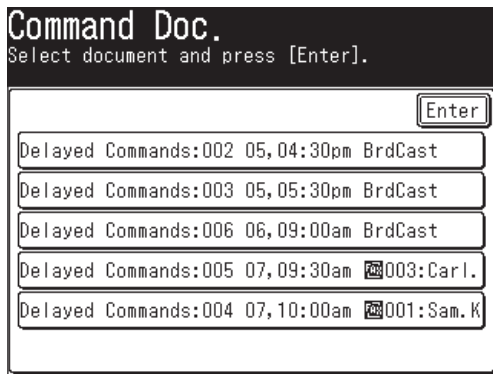 Command Doc.
Select document and press [Enter].
Enter
Delayed Commands:002 05,04:30pm BrdCast
Delayed Commands:003 05,05:30pm BrdCast
Delayed Commands:006 06,09:00am BrdCast
Delayed Commands:005 07,09:30am FAX003:Carl.
Delayed Commands:004 07,10:00am FAX001:Sam.K